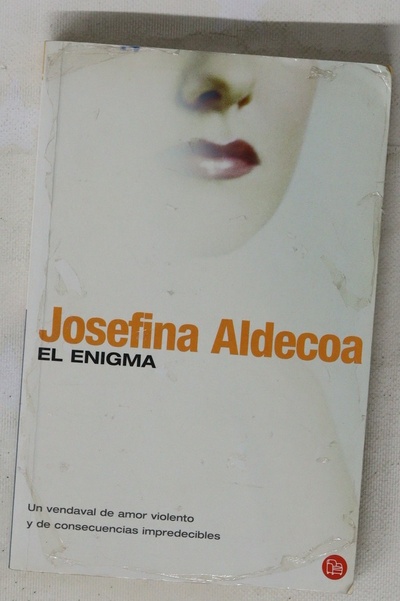 Josefina Aldecoa
EL ENIGMA
Un vendaval de amor violento
y de consecuencias impredecibles